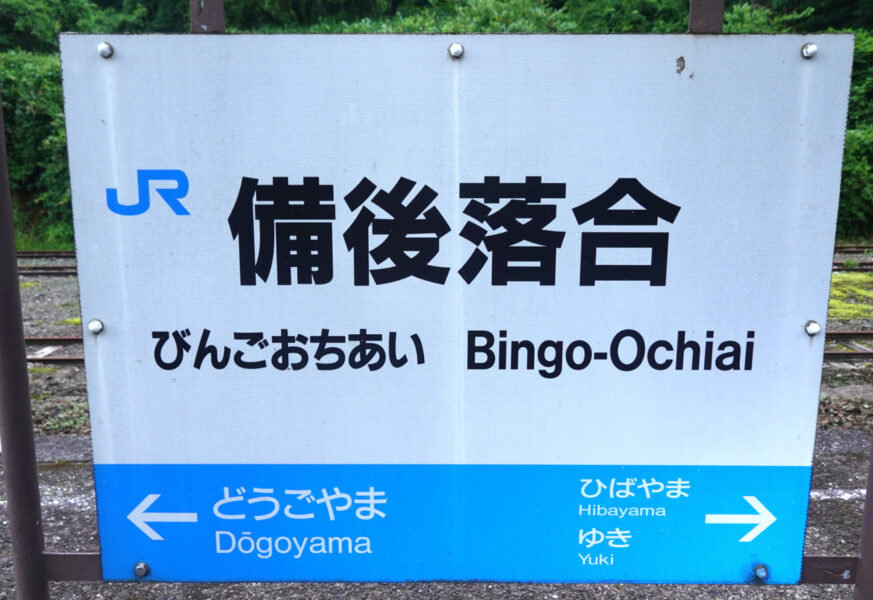 JR
備後落合
びんごおちあい Bingo-Ochiai
どうごやま
Dōgoyama
ひばやま
Hibayama
ゆき
Yuki